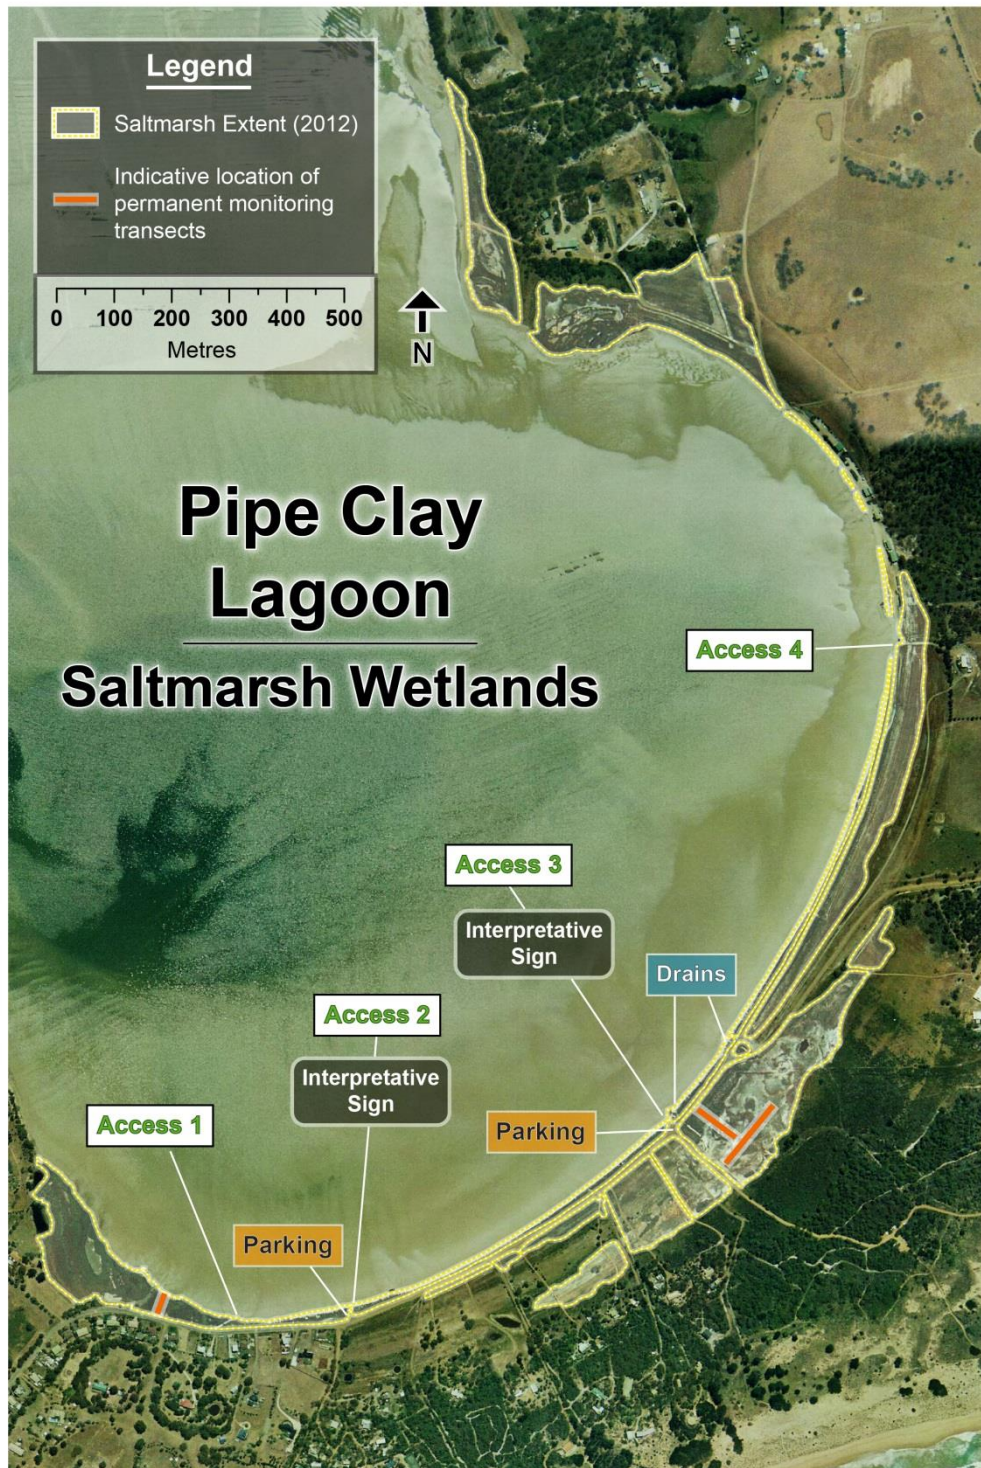 Legend
Saltmarsh Extent (2012)
Indicative location of
permanent monitoring
transects
0 100 200 300 400 500
Metres
N
Pipe Clay
Lagoon
Saltmarsh Wetlands
Access 4
Access 3
Interpretative
Sign
Drains
Access 2
Interpretative
Sign
Access 1
Parking
Parking